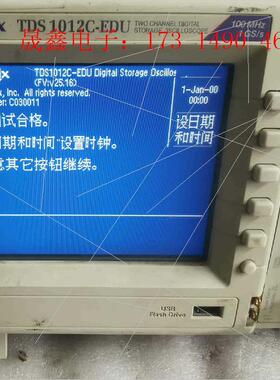 X TDS 1012C-EDU TWO CHANNEL DIGITAL STORAGE OSCILLOSCOPE
100 MHz
1 GS/s
晟鑫电子：173 1490 46
x TDS1012C-EDU Digital Storage Oscillos
(FV:v25.16)
x, Inc. All rights reserved.
er: C030011
1-Jan-00
00:00
试合格。
设日期
和时间
期和时间" 设置时钟。
意其它按钮继续。
USB
Flash Drive